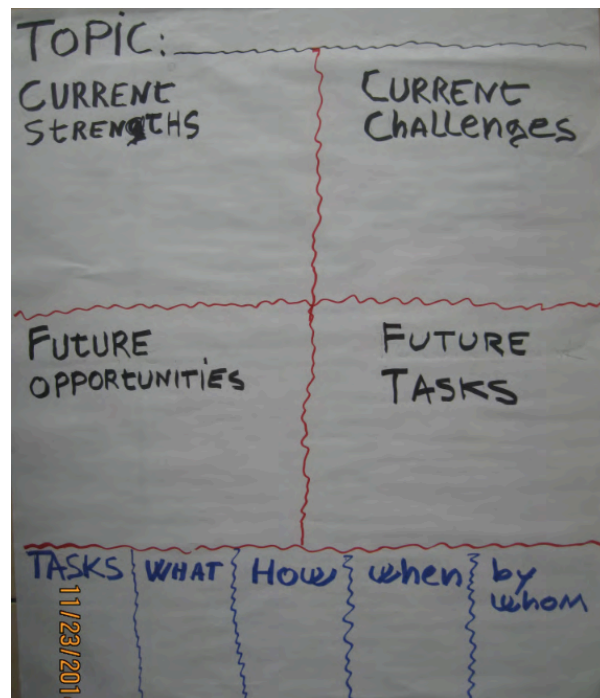 TOPIC:
CURRENT
STRENGTHS
CURRENT
Challenges
FUTURE
OPPORTUNITIES
FUTURE
TASKS
TASKS WHAT How when by
whom
11/23/201